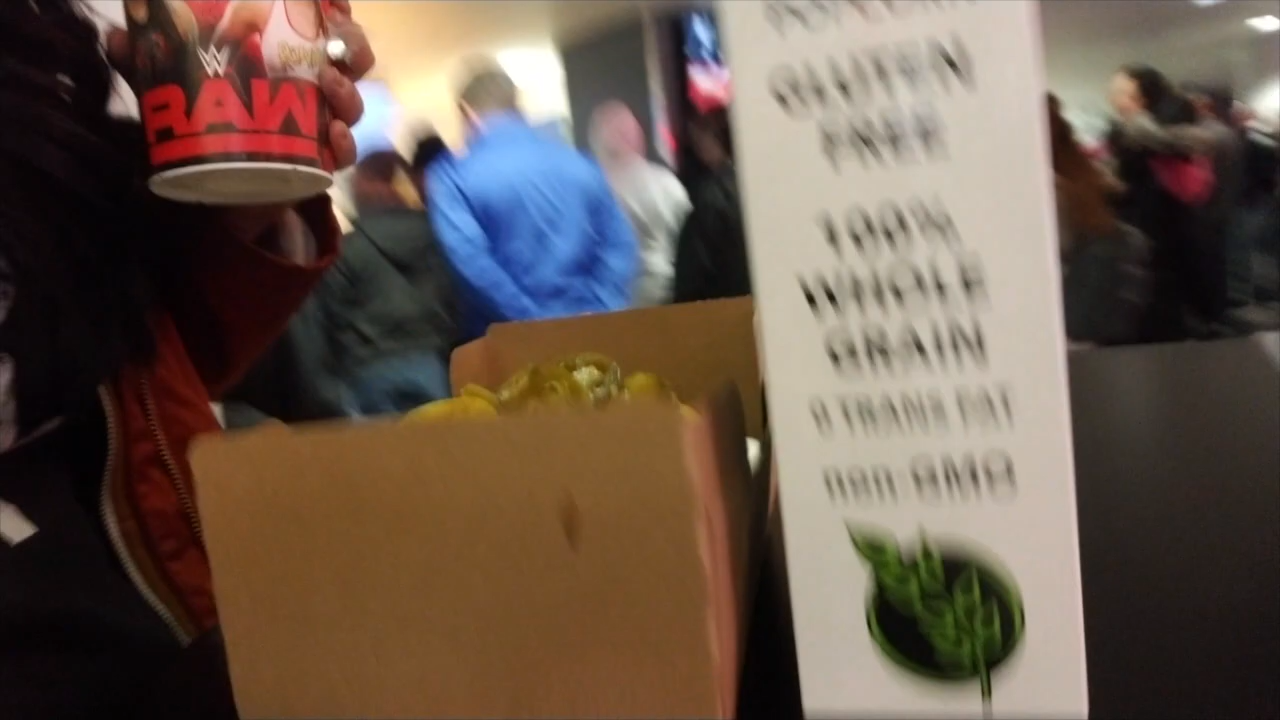 W
RAW
GLUTEN
FREE
100%
WHOLE
GRAIN
0 TRANS FAT
non-GMO